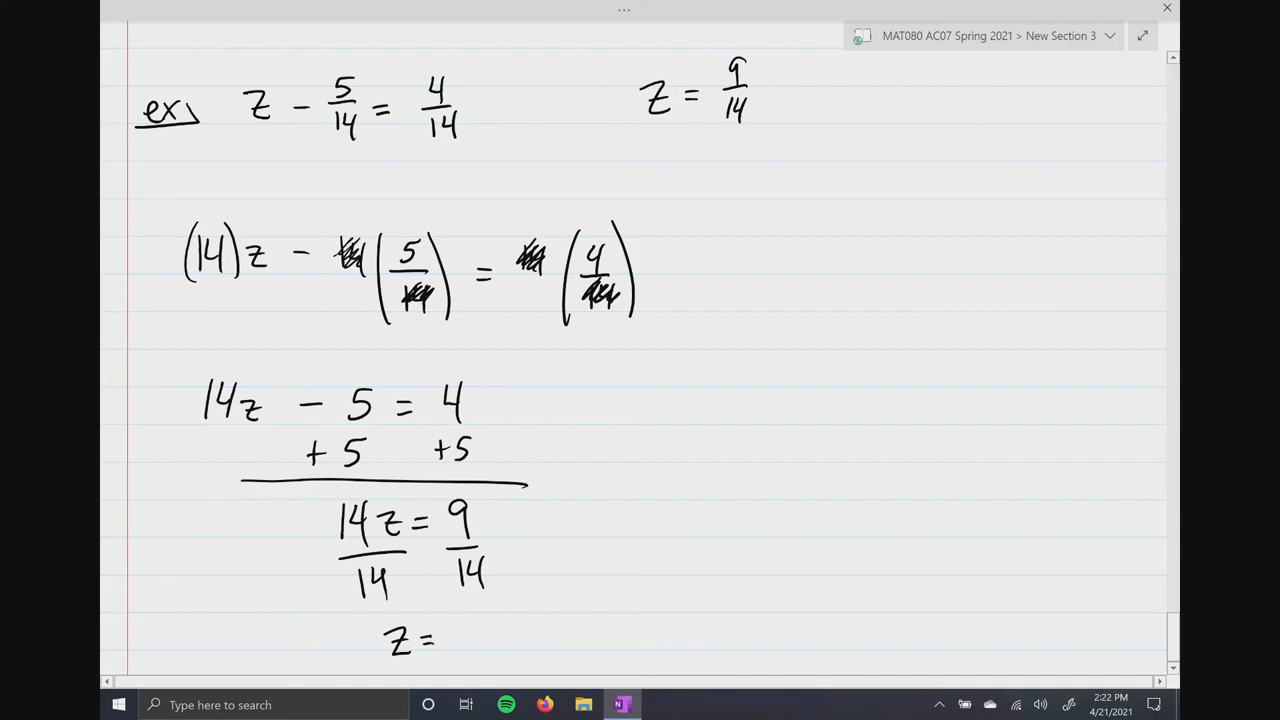 ...
MAT080 AC07 Spring 2021 > New Section 3
ex) z - 5/14 = 4/14
z = 9/14
(14)z - (5/14) = (4/14)
14z - 5 = 4
+ 5 +5
14z = 9
14 14
z =
Type here to search
2:22 PM
4/21/2021